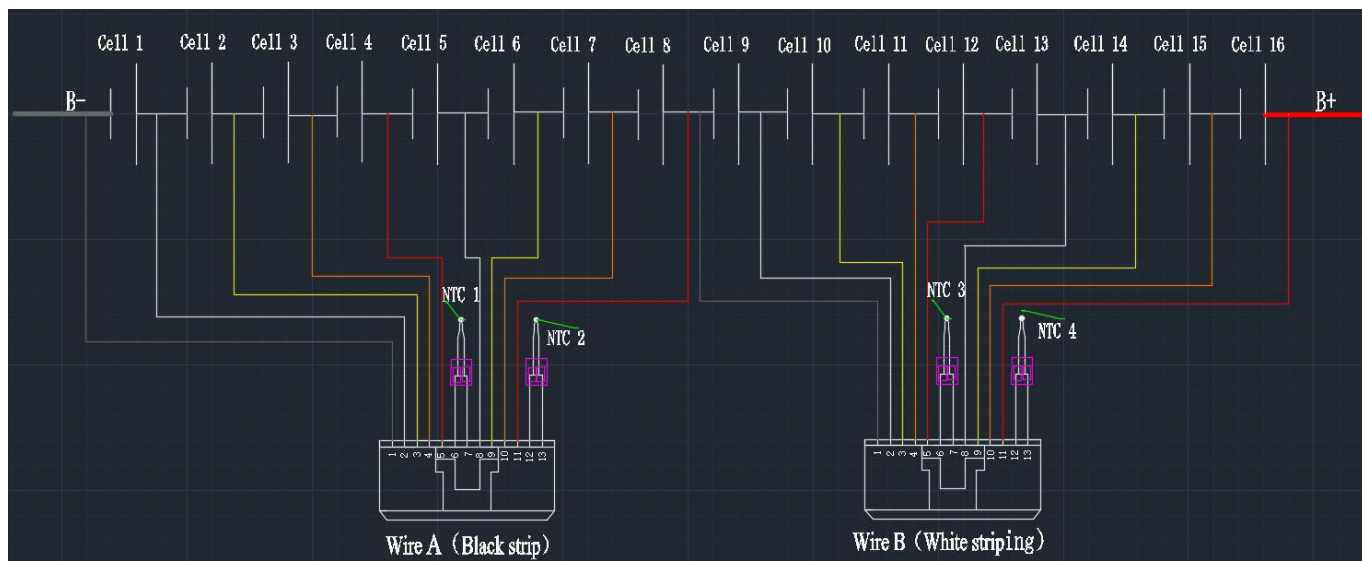 Cell 1 Cell 2 Cell 3 Cell 4 Cell 5 Cell 6 Cell 7 Cell 8 Cell 9 Cell 10 Cell 11 Cell 12 Cell 13 Cell 14 Cell 15 Cell 16
B- B+
NTC 1 NTC 3
NTC 2 NTC 4
1 2 3 4 5 6 7 8 9 10 11 12 13 1 2 3 4 5 6 7 8 9 10 11 12 13
Wire A (Black strip) Wire B (White striping)